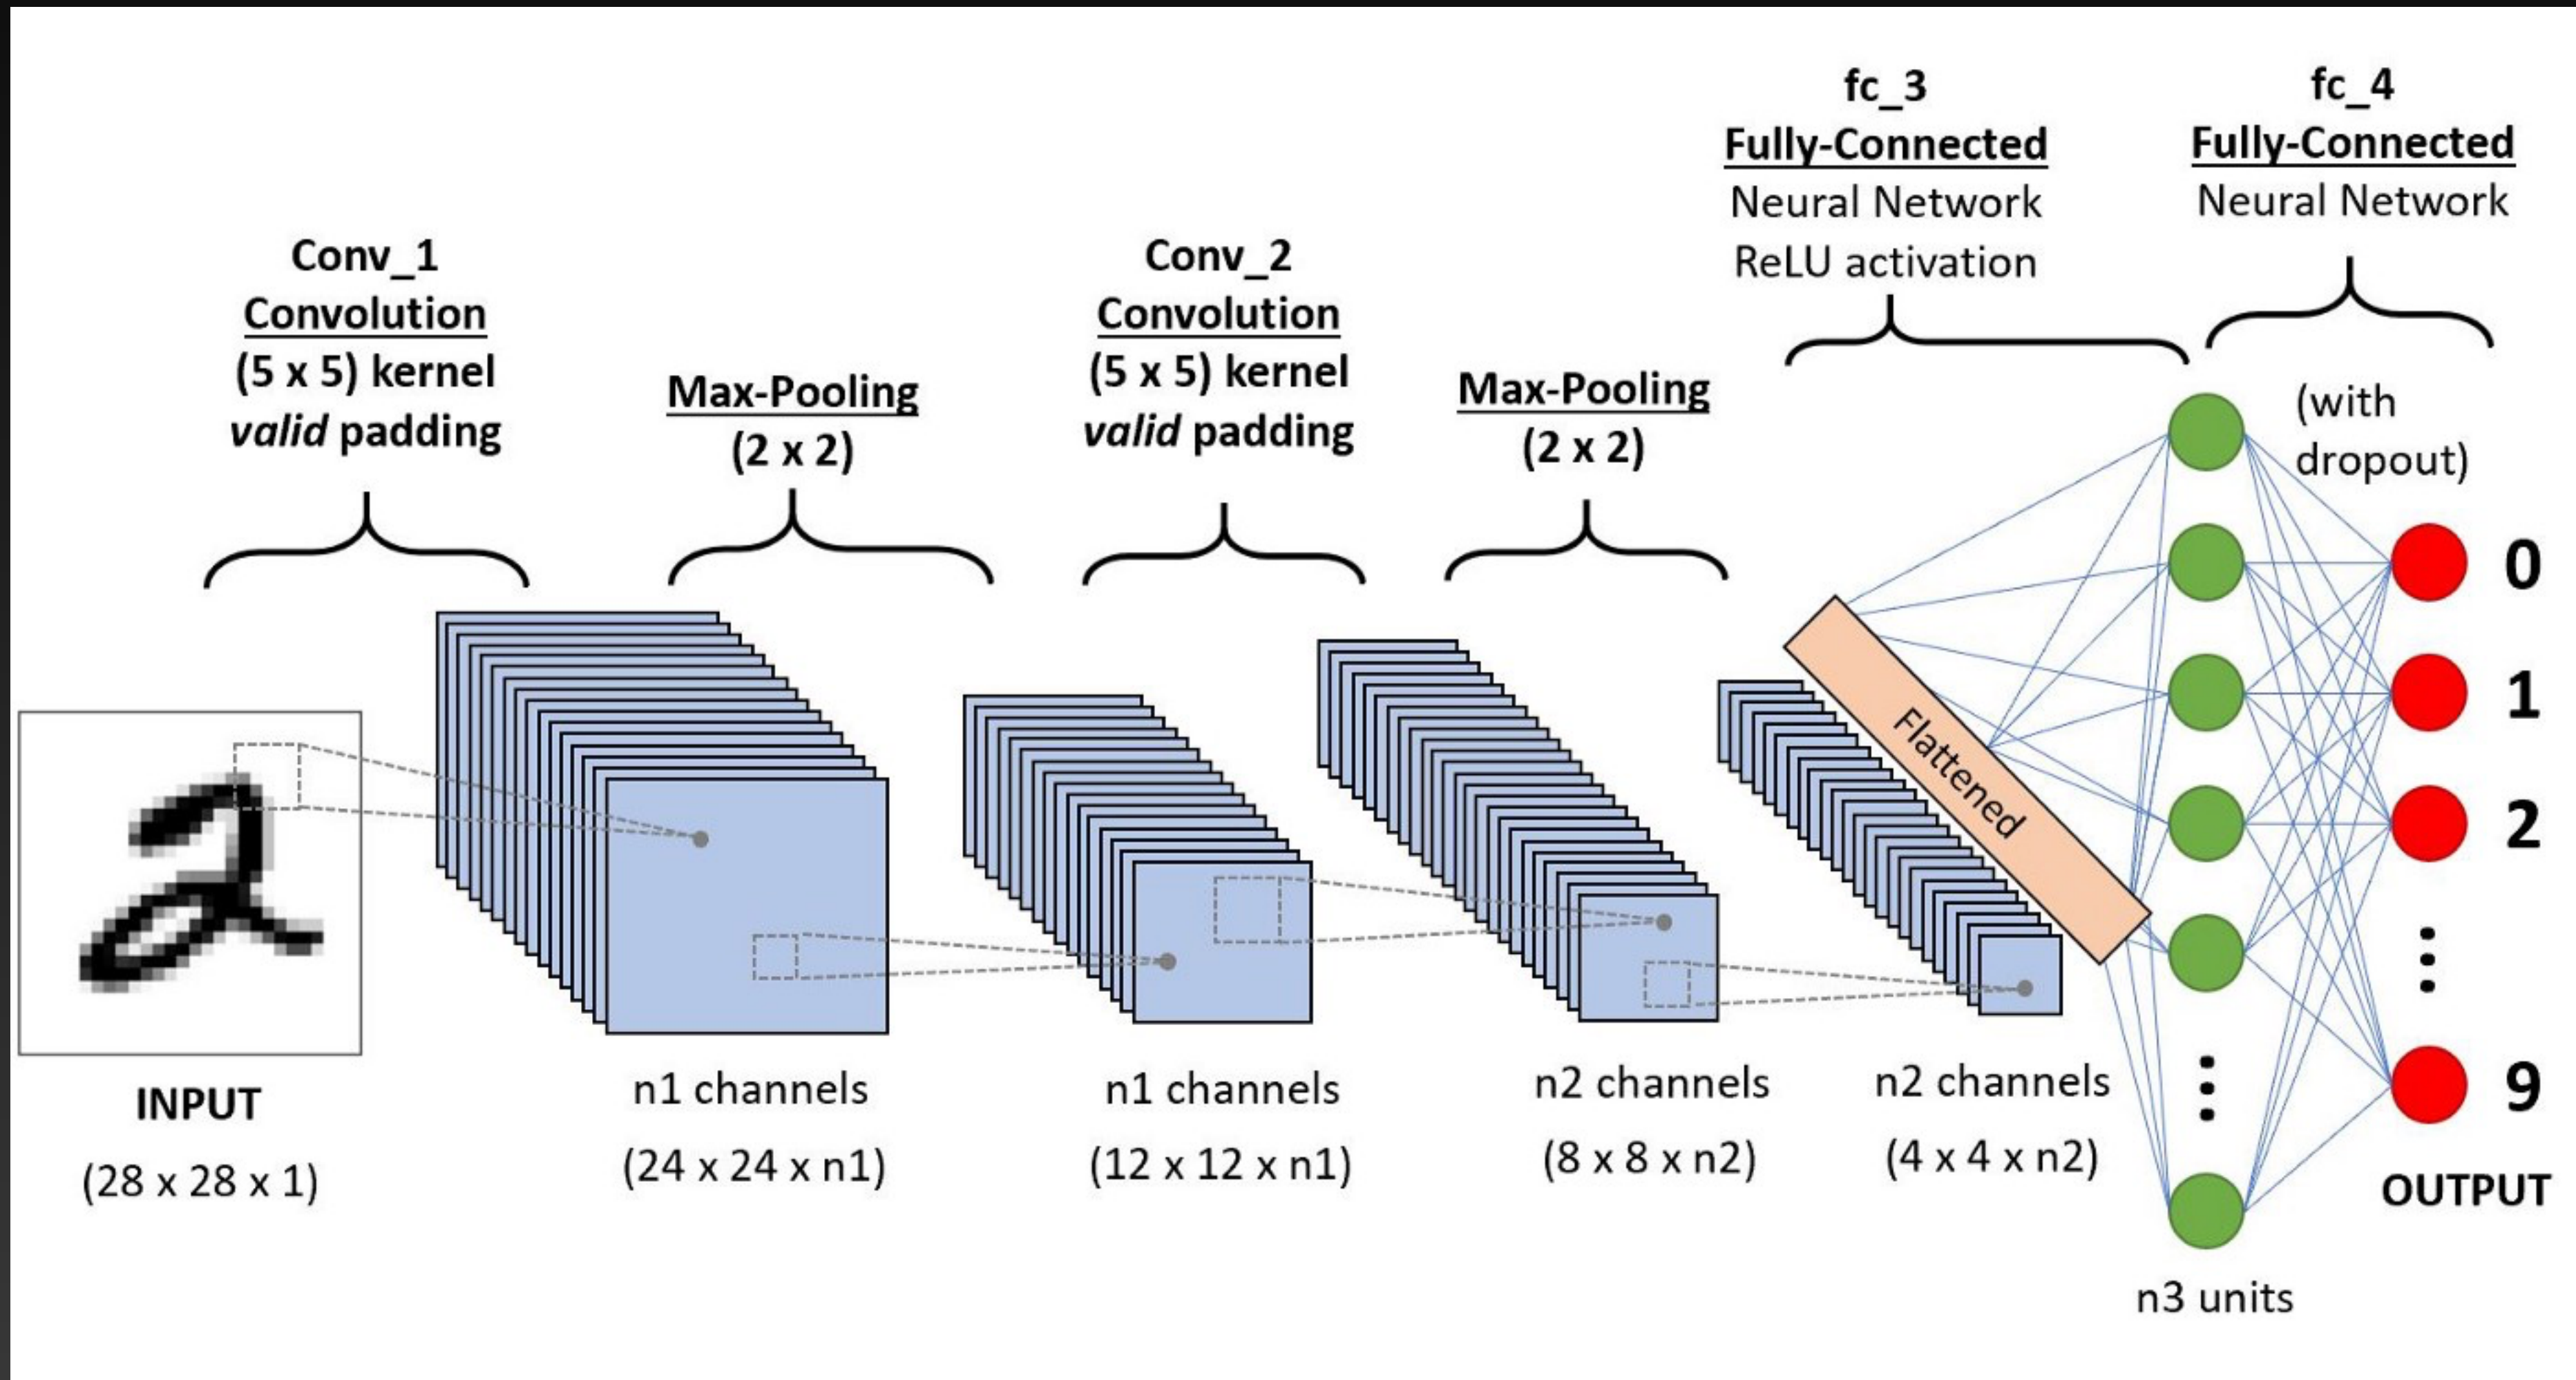 Conv_1
Convolution
(5 x 5) kernel
valid padding
Max-Pooling
(2 x 2)
Conv_2
Convolution
(5 x 5) kernel
valid padding
Max-Pooling
(2 x 2)
fc_3
Fully-Connected
Neural Network
ReLU activation
fc_4
Fully-Connected
Neural Network
(with
dropout)
Flattened
0
1
2
9
INPUT
(28 x 28 x 1)
n1 channels
(24 x 24 x n1)
n1 channels
(12 x 12 x n1)
n2 channels
(8 x 8 x n2)
n2 channels
(4 x 4 x n2)
n3 units
OUTPUT